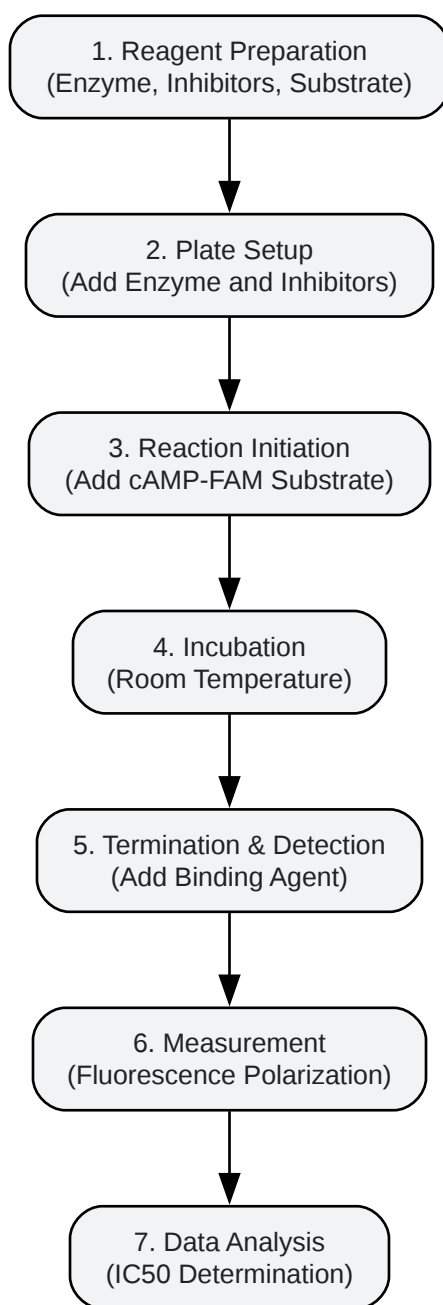 1. Reagent Preparation
(Enzyme, Inhibitors, Substrate)
2. Plate Setup
(Add Enzyme and Inhibitors)
3. Reaction Initiation
(Add cAMP-FAM Substrate)
4. Incubation
(Room Temperature)
5. Termination & Detection
(Add Binding Agent)
6. Measurement
(Fluorescence Polarization)
7. Data Analysis
(IC50 Determination)